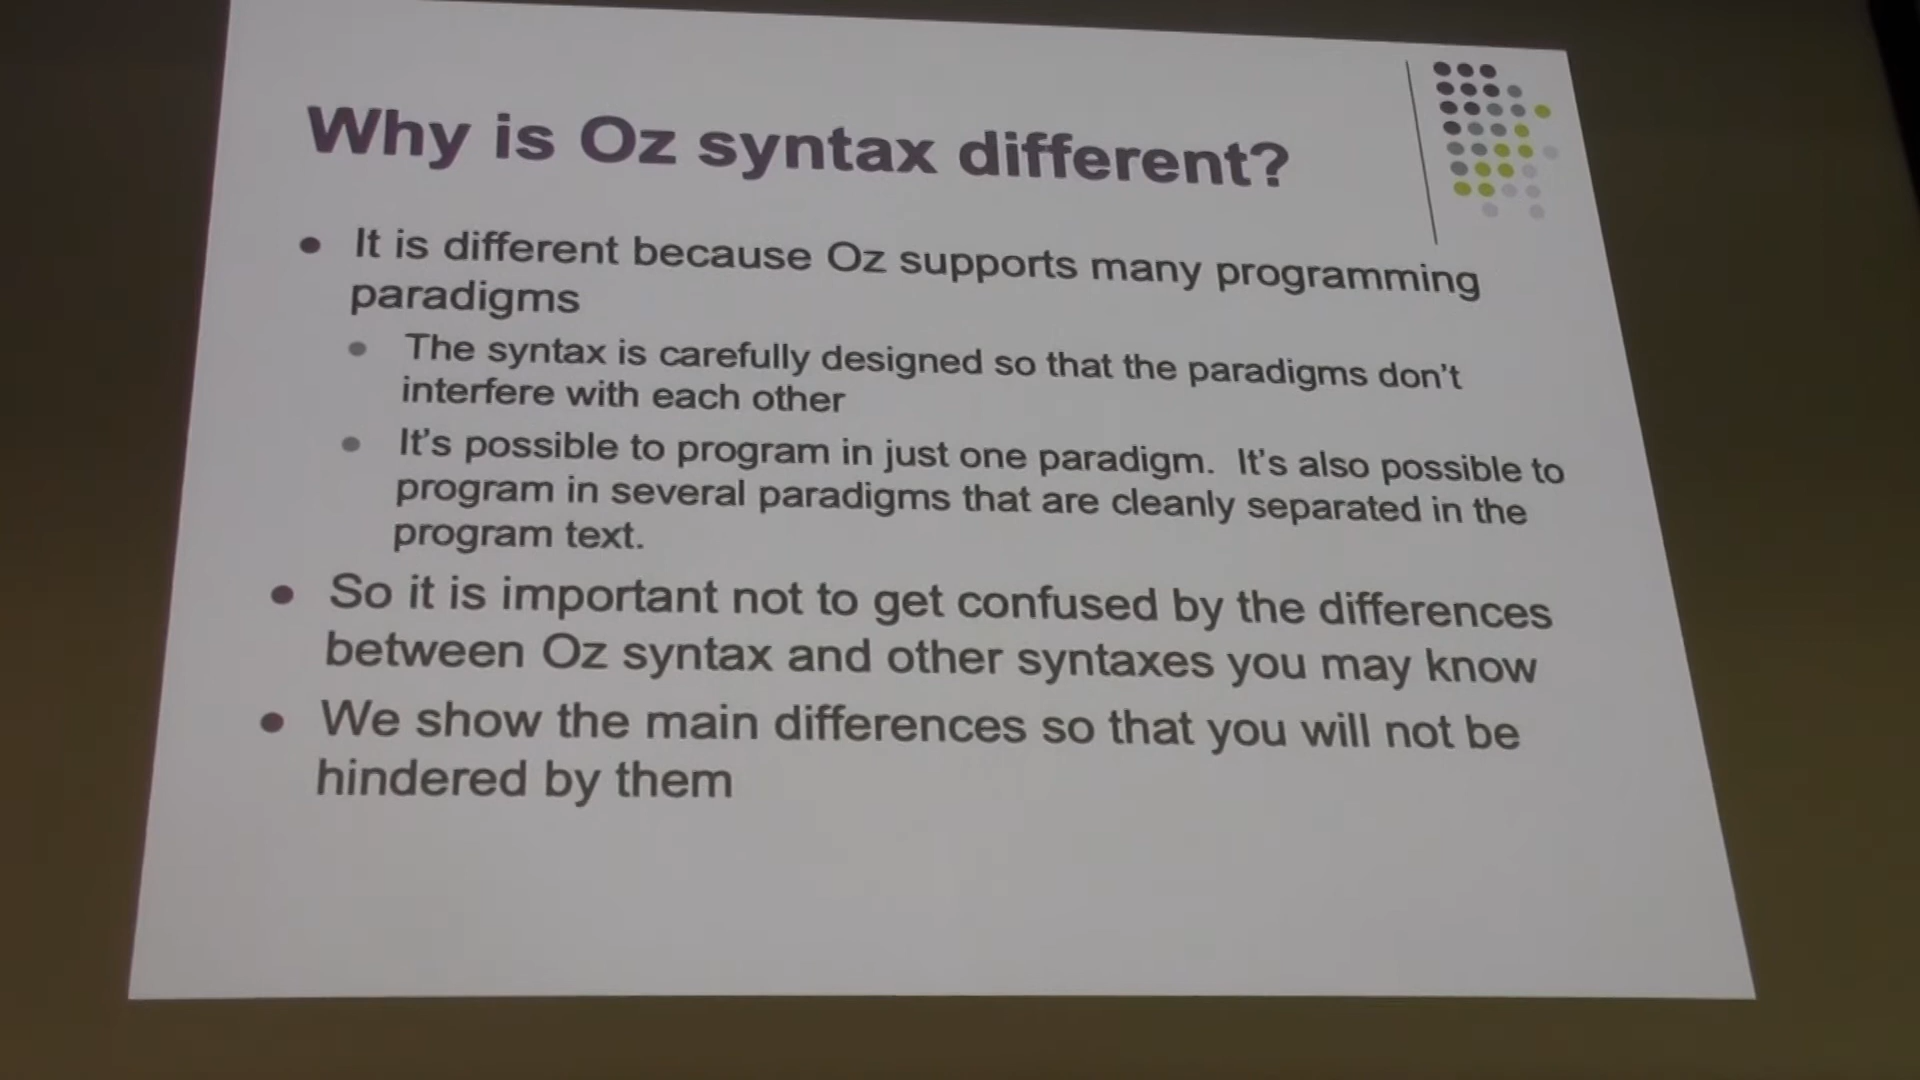 Why is Oz syntax different?
It is different because Oz supports many programming
paradigms
The syntax is carefully designed so that the paradigms don't
interfere with each other
It's possible to program in just one paradigm. It's also possible to
program in several paradigms that are cleanly separated in the
program text.
So it is important not to get confused by the differences
between Oz syntax and other syntaxes you may know
We show the main differences so that you will not be
hindered by them